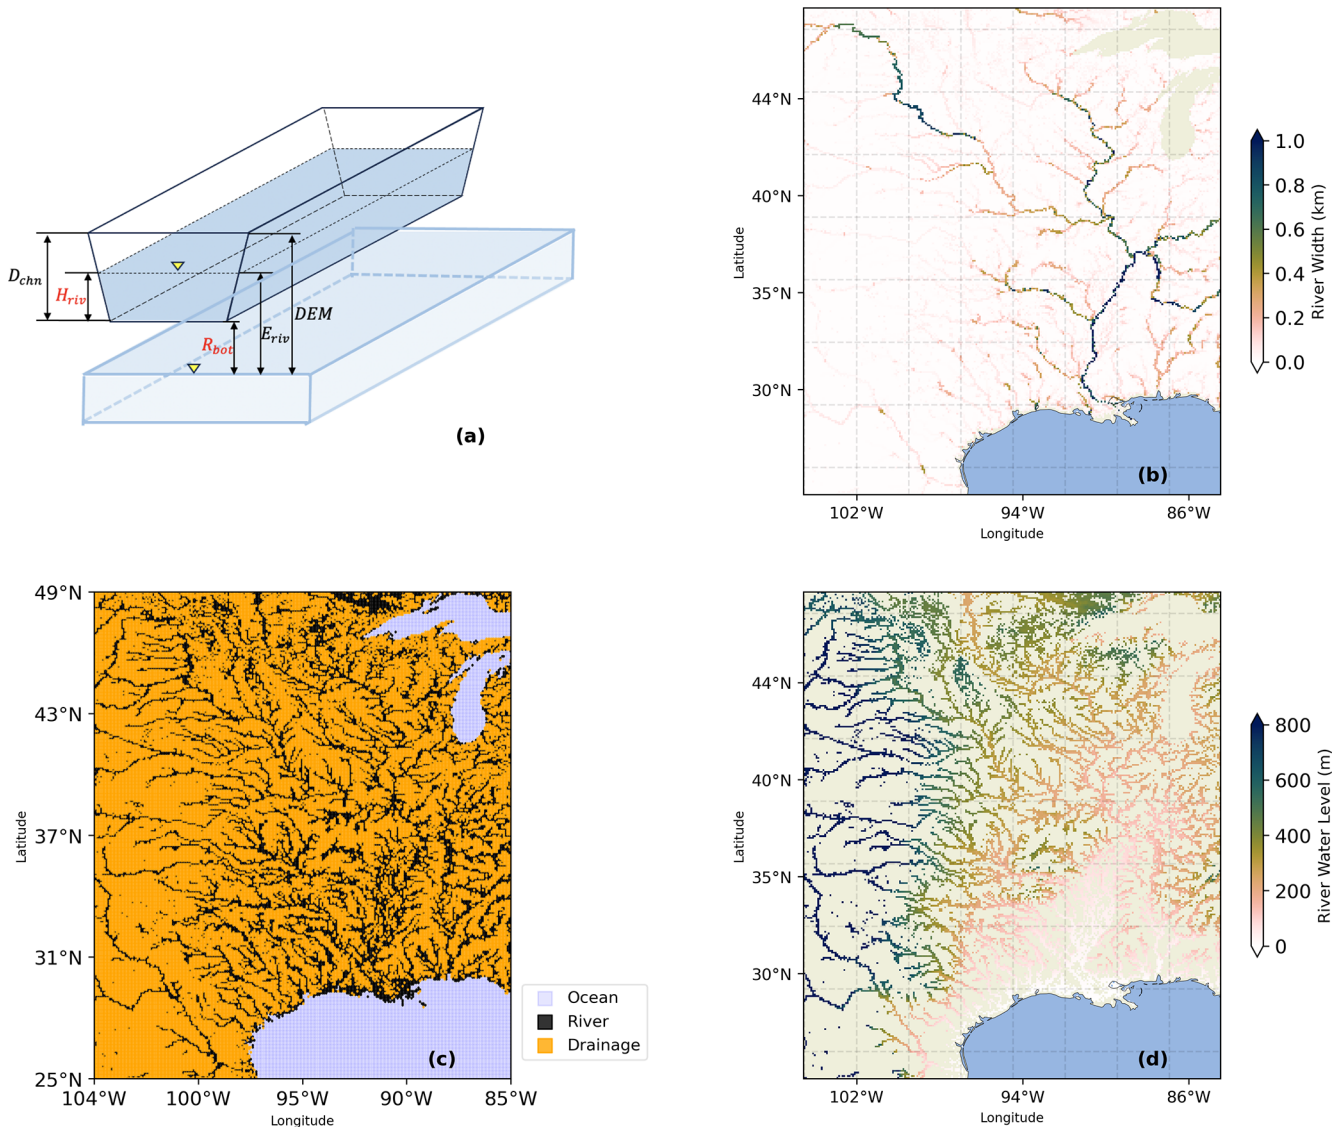 D_chn
H_riv
R_bot
E_riv
DEM
(a)
44°N
40°N
35°N
30°N
Latitude
102°W
94°W
86°W
Longitude
(b)
1.0
0.8
0.6
0.4
0.2
0.0
River Width (km)
49°N
43°N
37°N
31°N
25°N
Latitude
104°W
100°W
95°W
90°W
85°W
Longitude
(c)
Ocean
River
Drainage
44°N
40°N
35°N
30°N
Latitude
102°W
94°W
86°W
Longitude
(d)
800
600
400
200
0
River Water Level (m)